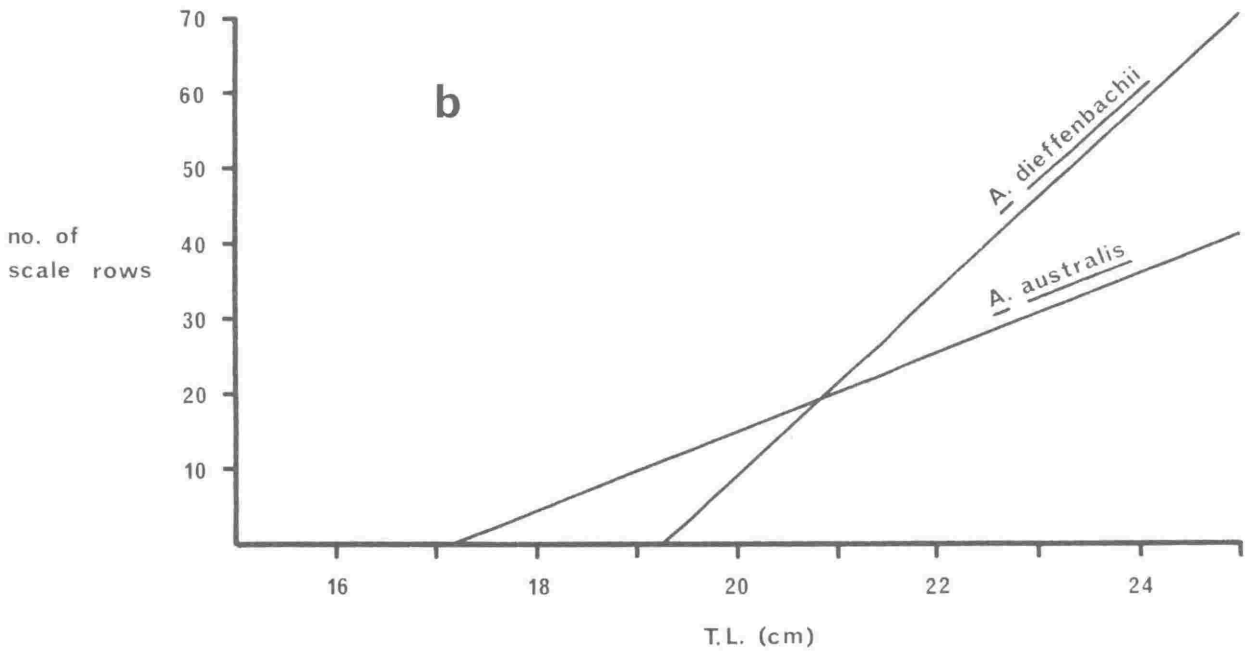 70
60
50
40
30
20
10
no. of
scale rows
b
A. dieffenbachii
A. australis
16 18 20 22 24
T.L. (cm)